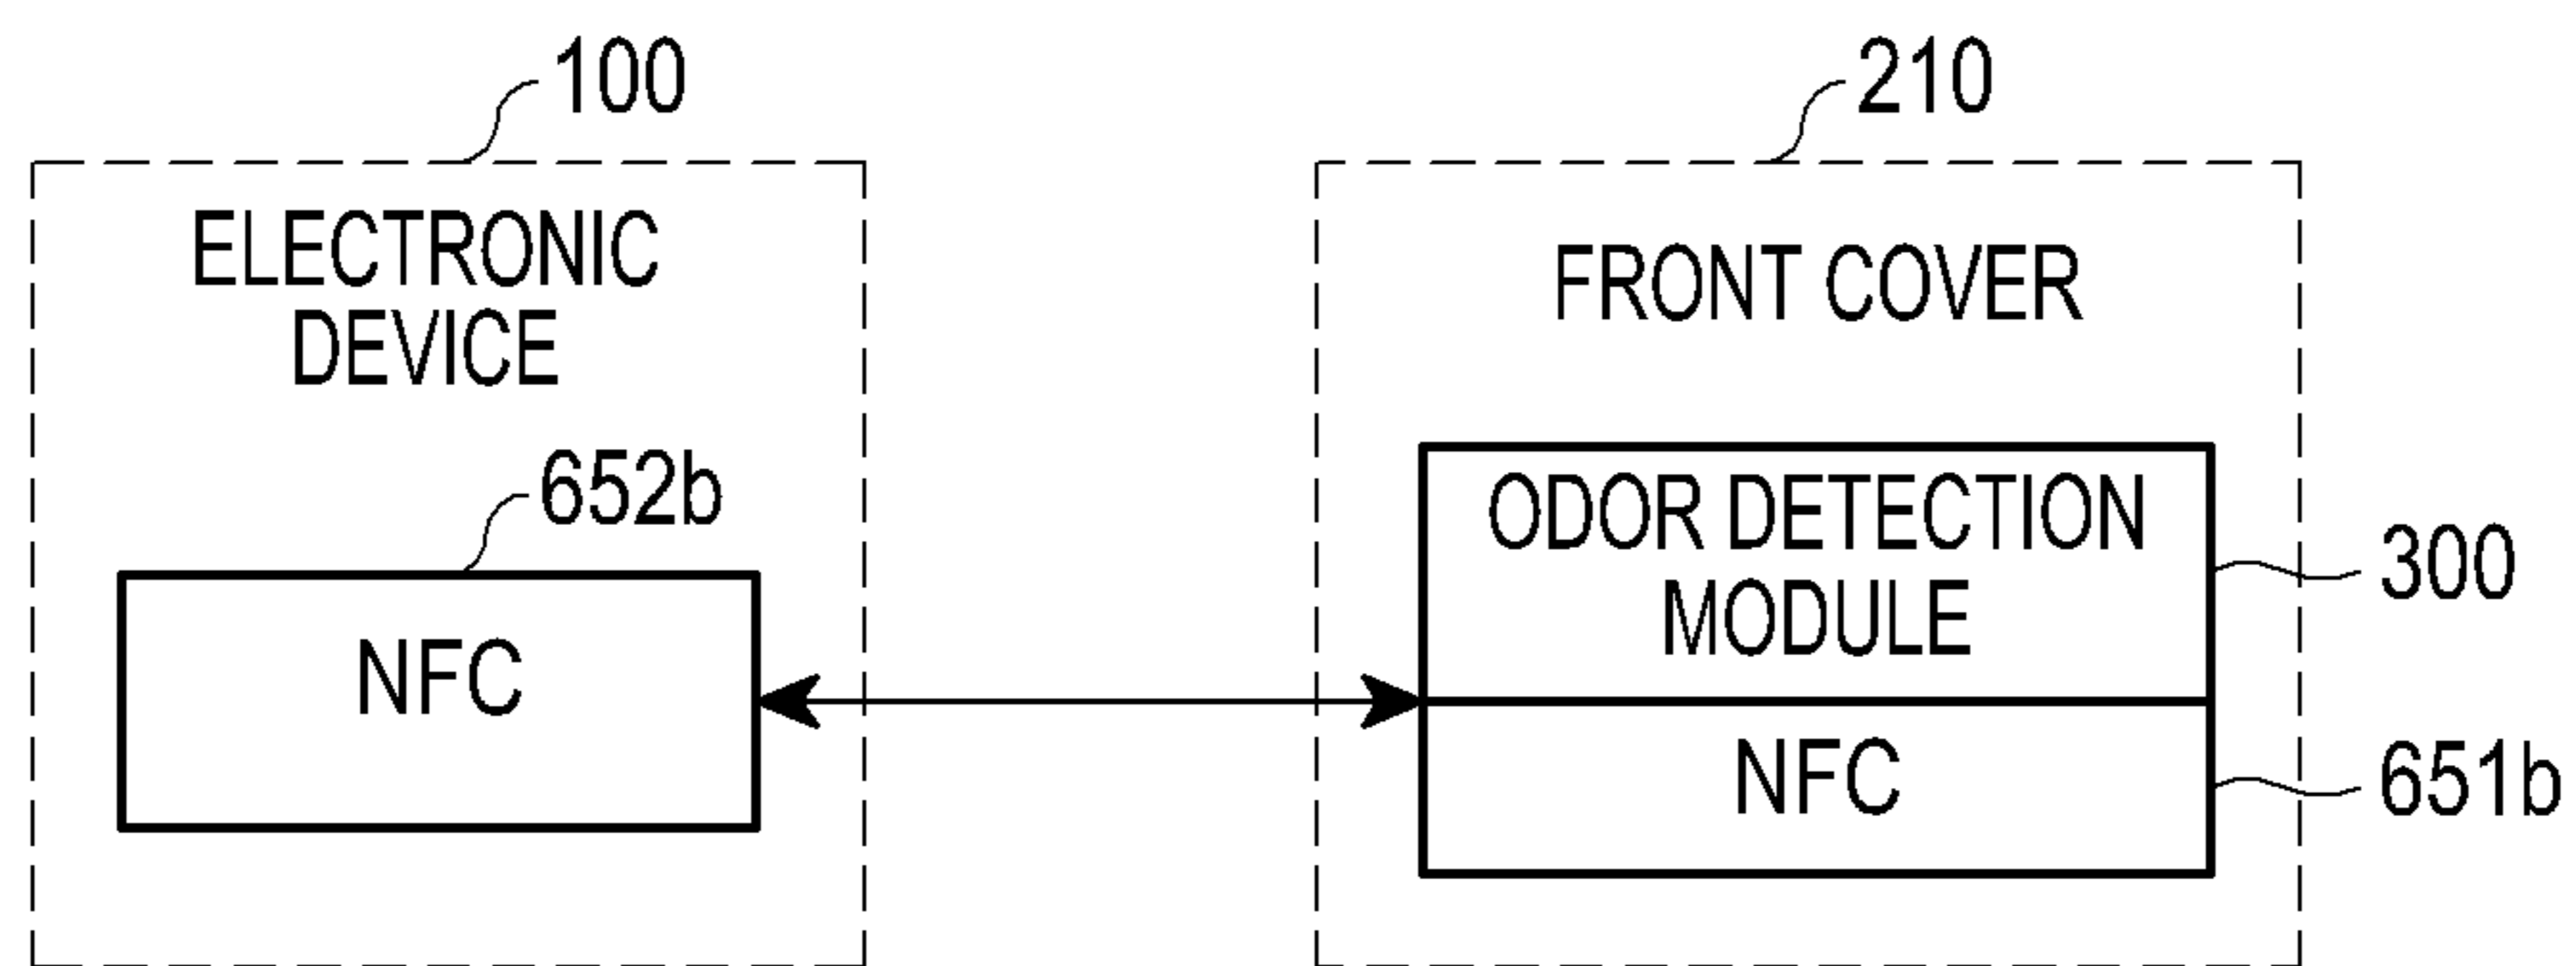 100
210
ELECTRONIC
DEVICE
FRONT COVER
652b
NFC
ODOR DETECTION
MODULE
300
NFC
651b